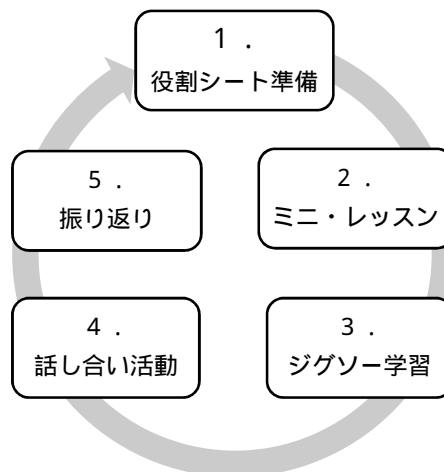 1．
役割シート準備
2．
ミニ・レッスン
3．
ジグソー学習
4．
話し合い活動
5．
振り返り